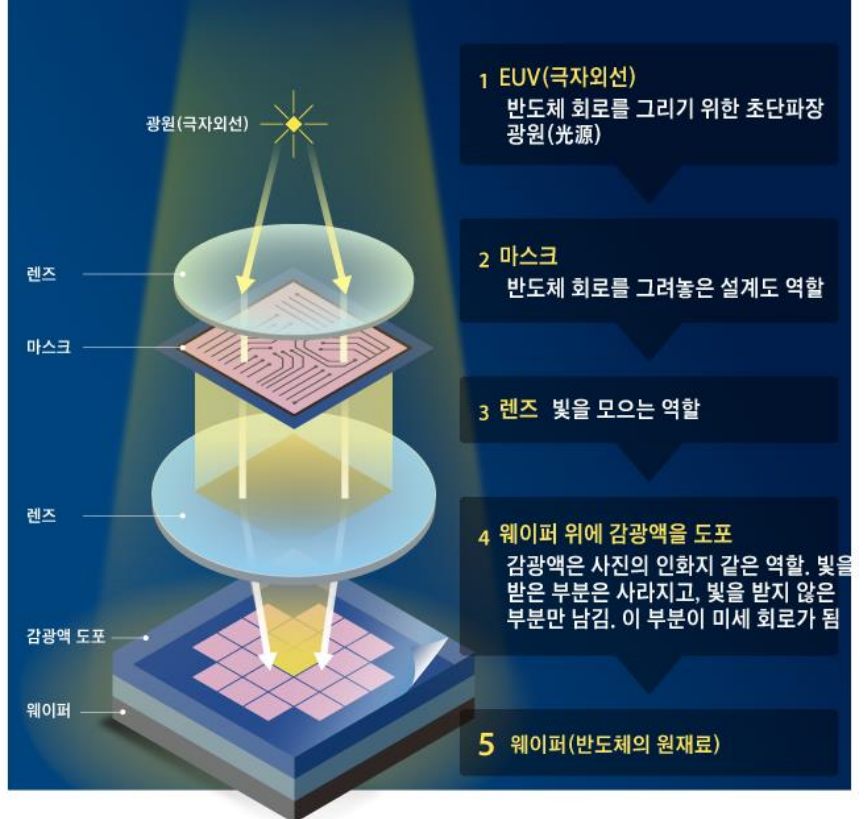 광원(극자외선)
렌즈
마스크
렌즈
감광액 도포
웨이퍼
1 EUV(극자외선)
반도체 회로를 그리기 위한 초단파장
광원(光源)
2 마스크
반도체 회로를 그려놓은 설계도 역할
3 렌즈 빛을 모으는 역할
4 웨이퍼 위에 감광액을 도포
감광액은 사진의 인화지 같은 역할. 빛을
받은 부분은 사라지고, 빛을 받지 않은
부분만 남김. 이 부분이 미세 회로가 됨
5 웨이퍼(반도체의 원재료)